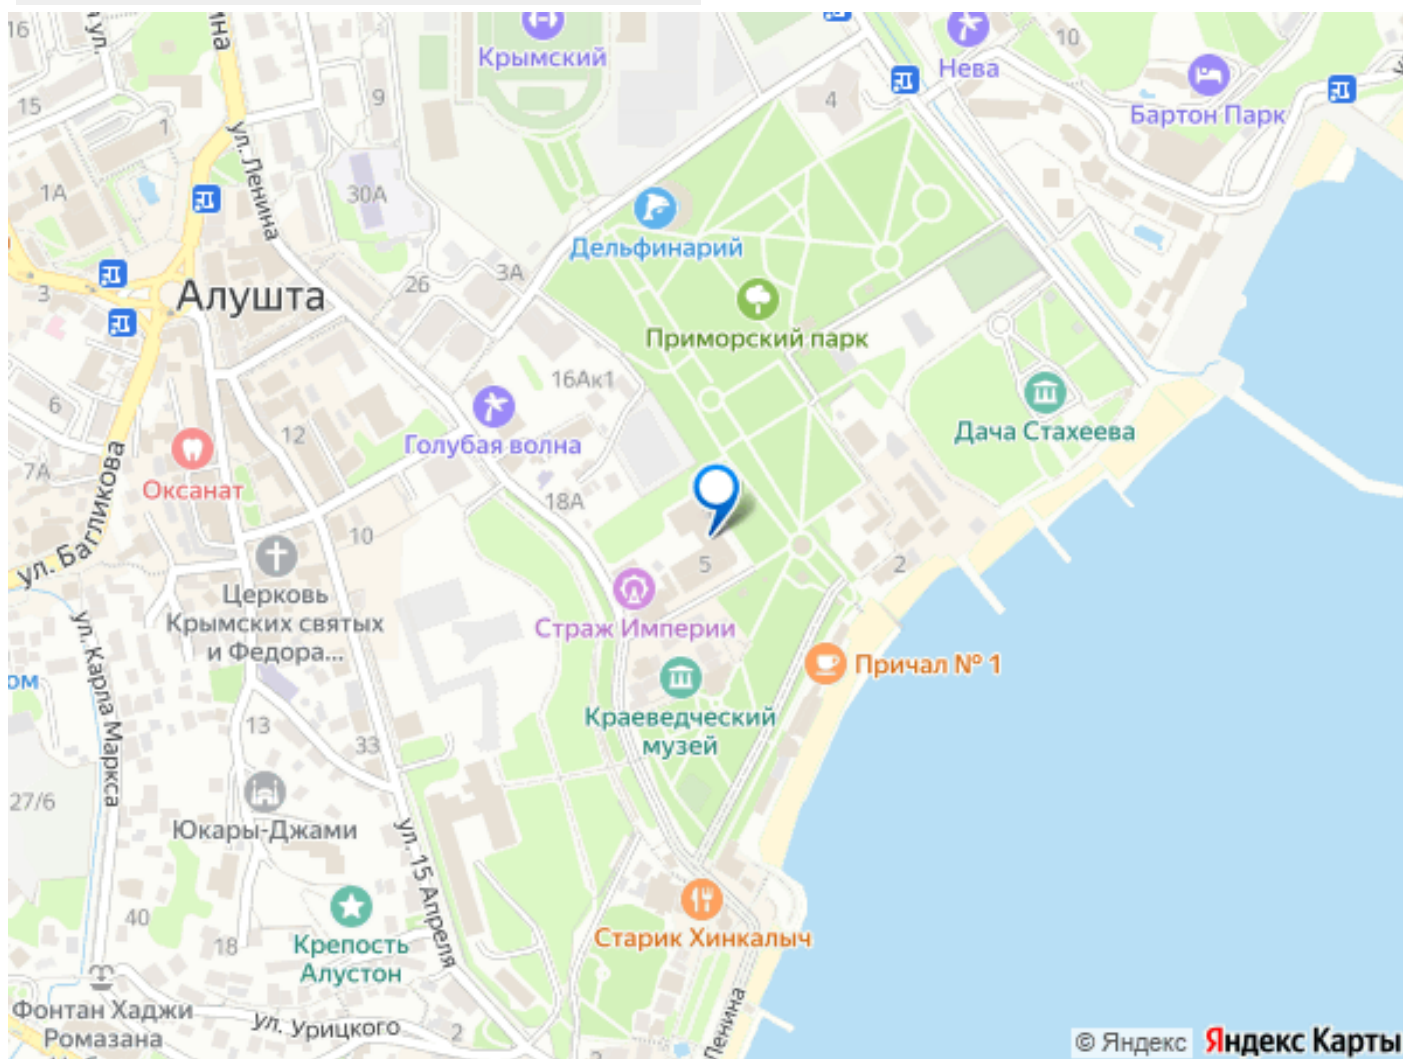 16
ул.
ина
Крымский
Нева
10
Бартон Парк
15
1
9
4
ул. Ленина
1А
30А
Дельфинарий
3А
26
3
Алушта
Приморский парк
16Ак1
6
Голубая волна
Дача Стахеева
12
7А
Оксанат
18А
10
ул. Багликова
5
2
Церковь
Крымских святых
и Федора...
Страж Империи
ул. Карла Маркса
ом
Причал № 1
Краеведческий
музей
13
33
27/6
Юкары-Джами
ул. 15 Апреля
40
18
Крепость
Алустон
Старик Хинкалыч
Фонтан Хаджи
Ромазана
ул. Урицкого
2
Ленина
© Яндекс Яндекс Карты